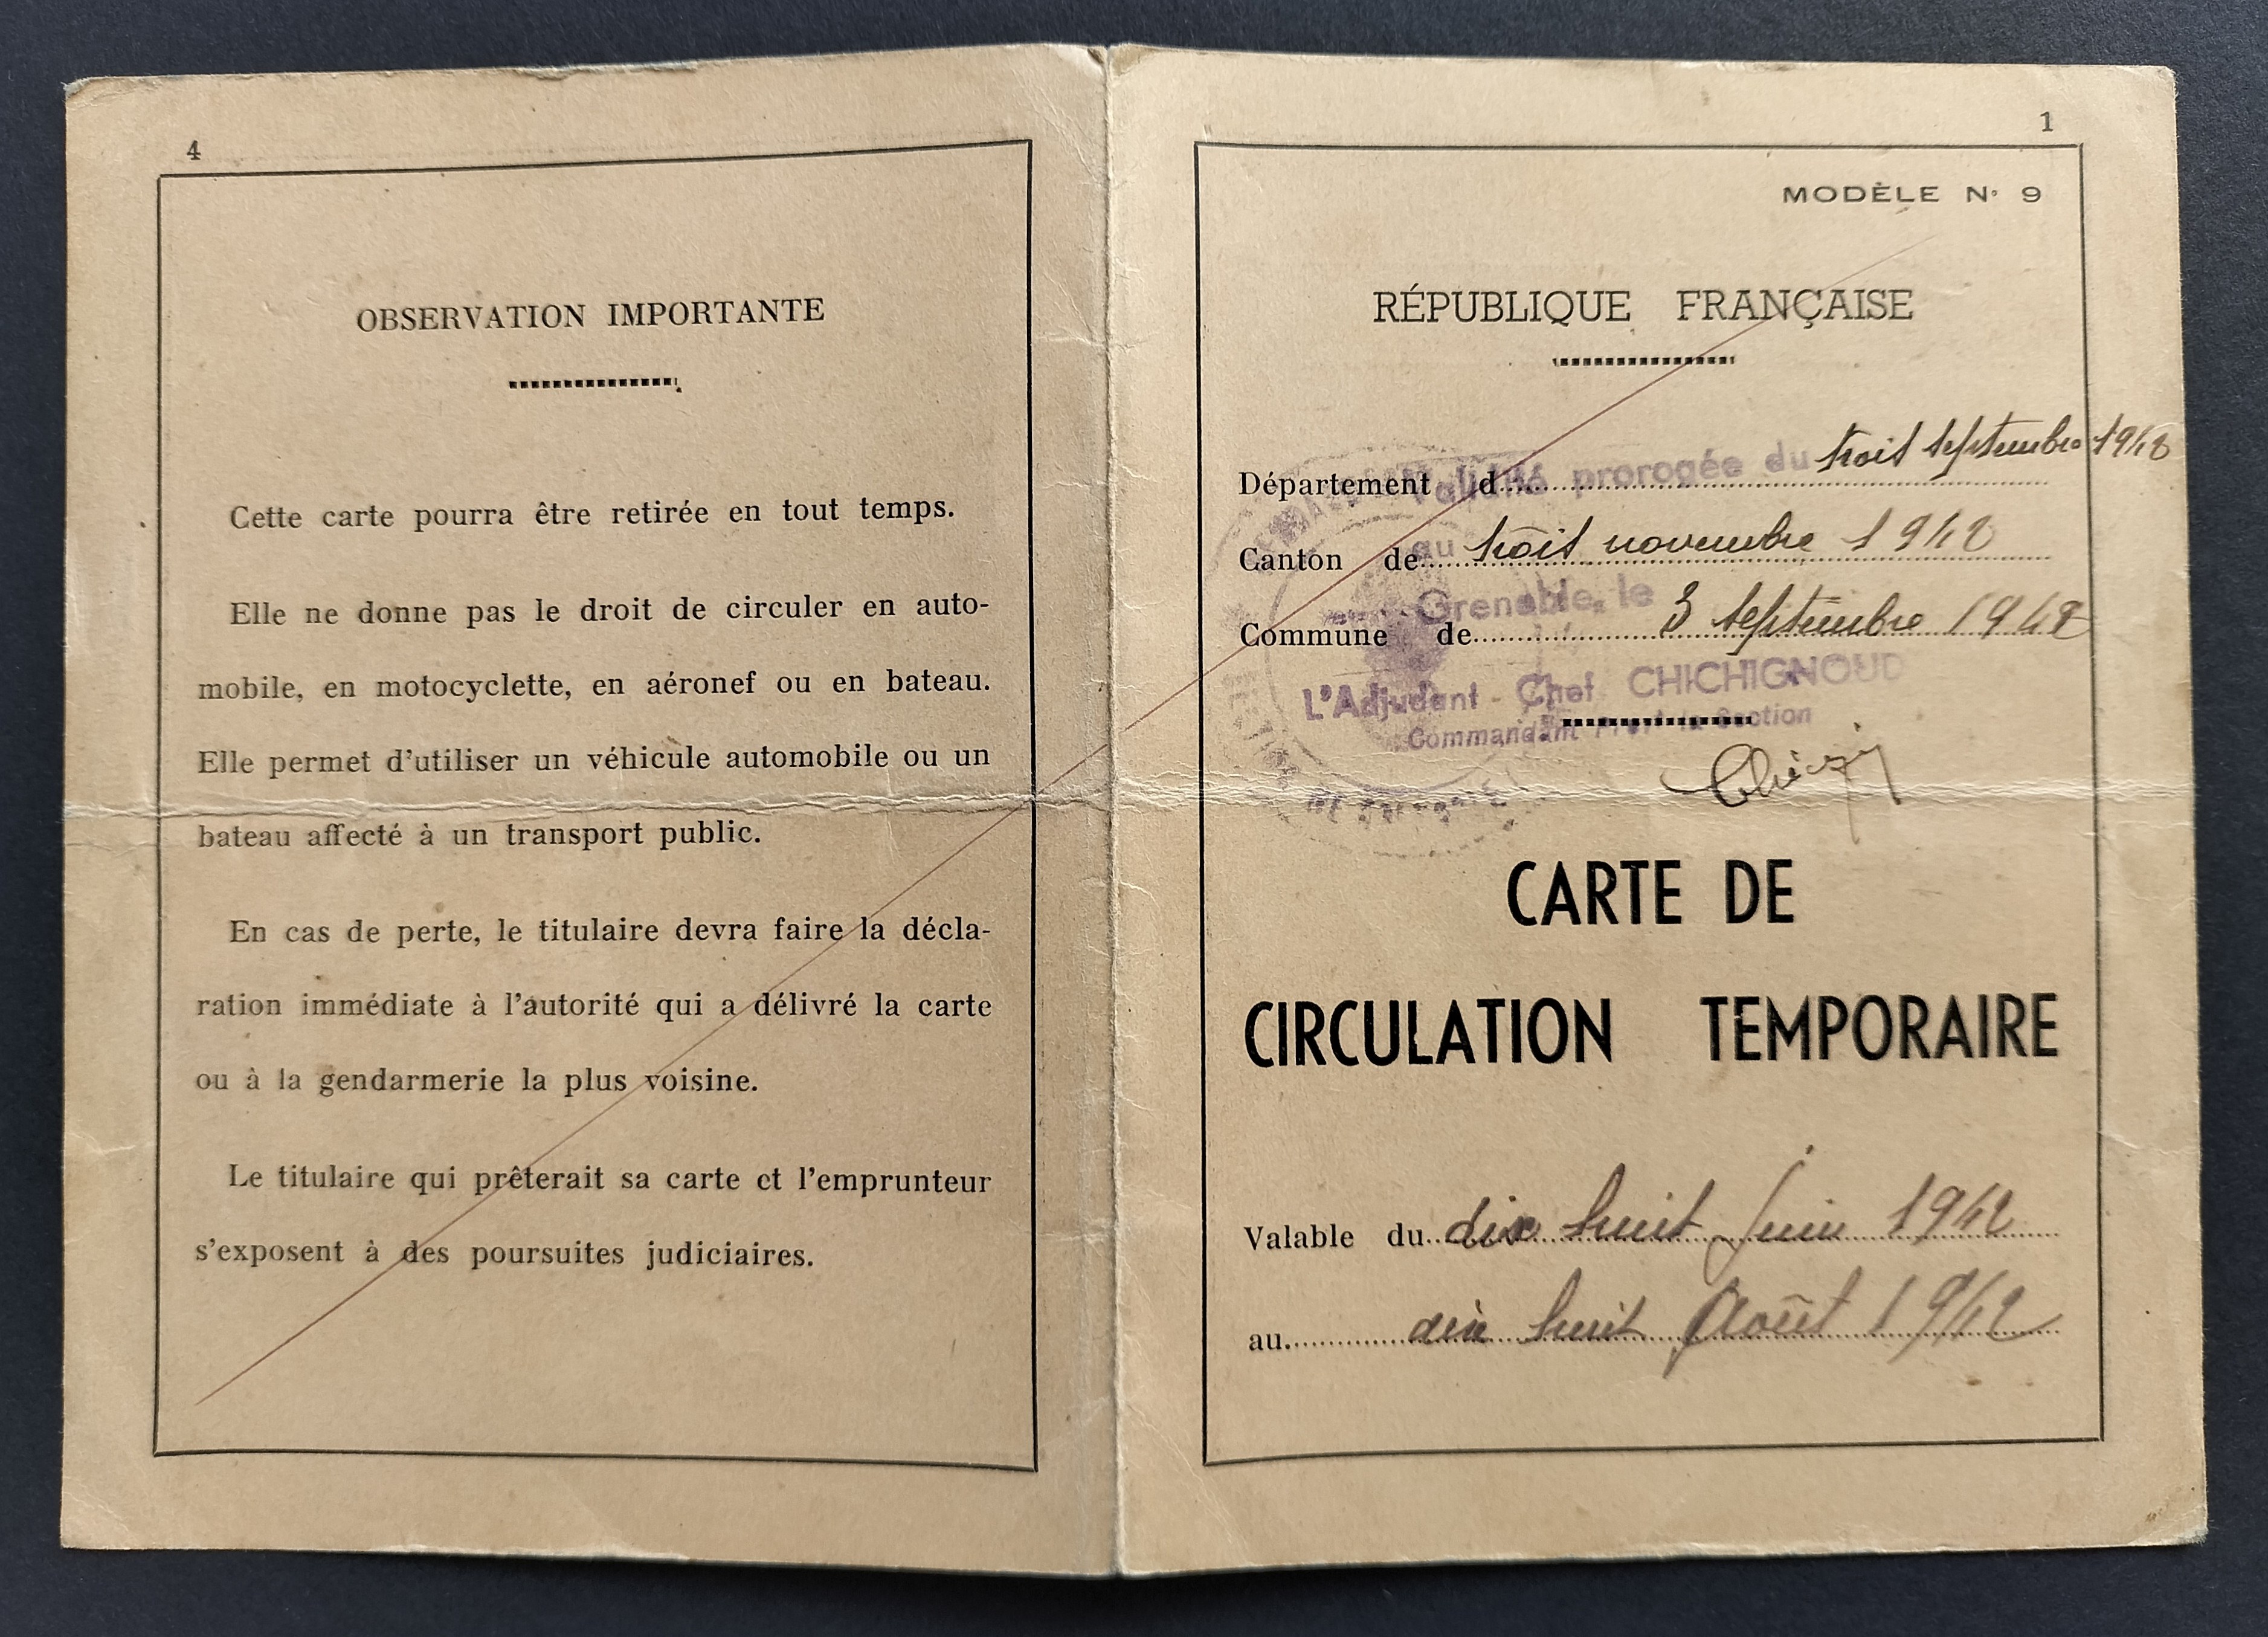 4
OBSERVATION IMPORTANTE
Cette carte pourra être retirée en tout temps.
Elle ne donne pas le droit de circuler en auto-
mobile, en motocyclette, en aéronef ou en bateau.
Elle permet d'utiliser un véhicule automobile ou un
bateau affecté à un transport public.
En cas de perte, le titulaire devra faire la décla-
ration immédiate à l'autorité qui a délivré la carte
ou à la gendarmerie la plus voisine.
Le titulaire qui prêterait sa carte et l'emprunteur
s'exposent à des poursuites judiciaires.
1
MODÈLE N° 9
RÉPUBLIQUE FRANÇAISE
Département d
Validité prorogée du trois septembre 1942
Canton de
au trois novembre 1942
Grenoble, le 3 septembre 1942
Commune de
L'Adjudant-Chef CHICHIGNOUD
Commandant Prov. la Section
CARTE DE
CIRCULATION TEMPORAIRE
Valable du dix huit Juin 1942
au dix huit Août 1942